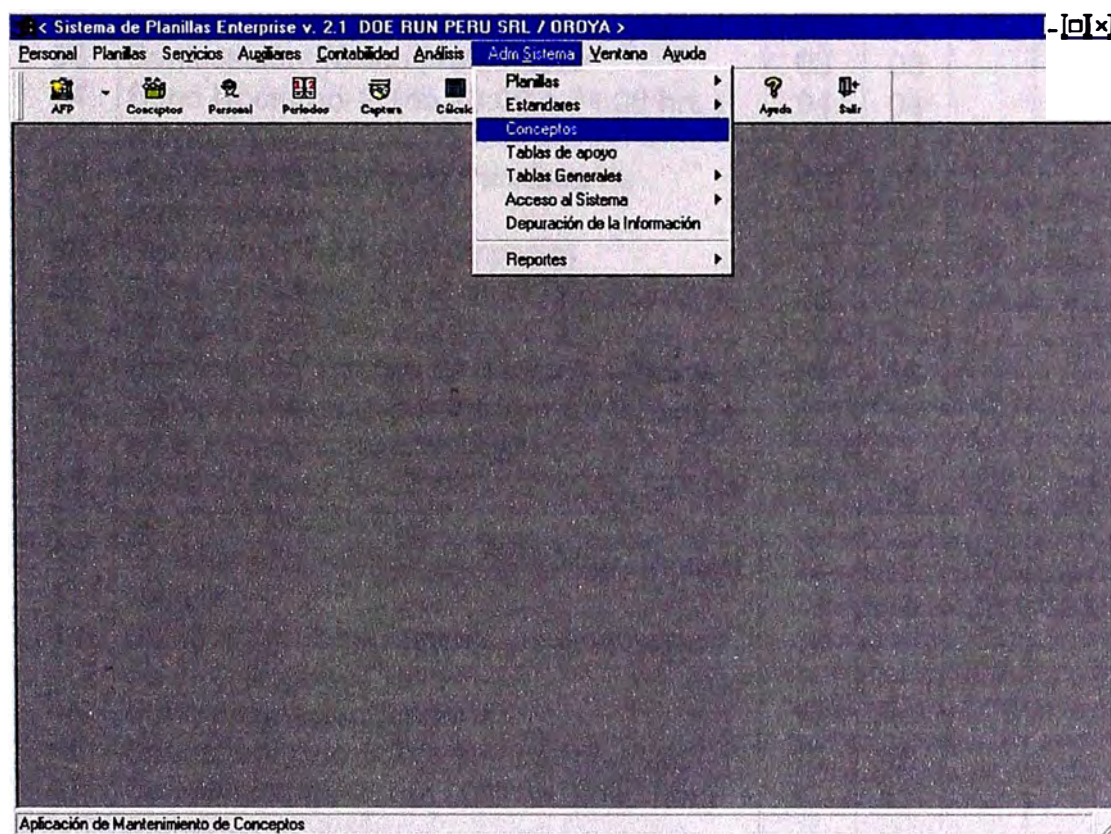 < Sistema de Planillas Enterprise v. 2.1 DOE RUN PERU SRL / OROYA >
Personal Planillas Servicios Auxiliares Contabilidad Análisis Adm Sistema Ventana Ayuda
AFP Conceptos Personal Periodos Captura Cálculo Ayuda Salir
Planillas
Estandares
Conceptos
Tablas de apoyo
Tablas Generales
Acceso al Sistema
Depuración de la Información
Reportes
Aplicación de Mantenimiento de Conceptos